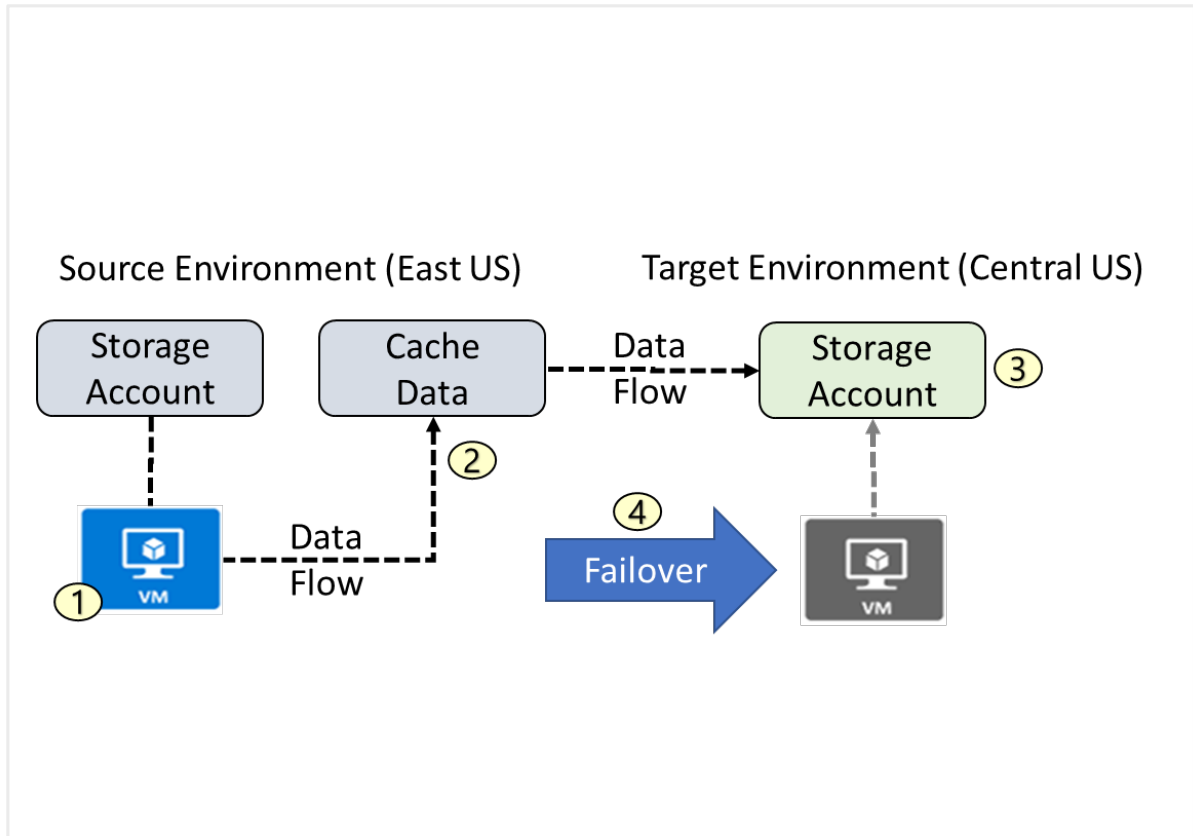 Source Environment (East US)
Target Environment (Central US)
Storage
Account
Cache
Data
Data
Flow
Storage
Account
3
2
VM
1
Data
Flow
4
Failover
VM